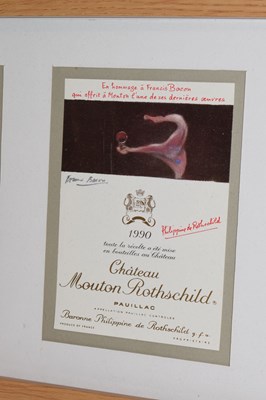 En hommage à Francis Bacon
qui offrit à Mouton l'une de ses dernières œuvres
Francis Bacon
Philippine de Rothschild
1990
toute la récolte a été mise
en bouteilles au Château
Château
Mouton Rothschild
PAUILLAC
APPELLATION PAUILLAC CONTRÔLÉE
Baronne Philippine de Rothschild g.f.a.
PRODUCE OF FRANCE
PROPRIÉTAIRE